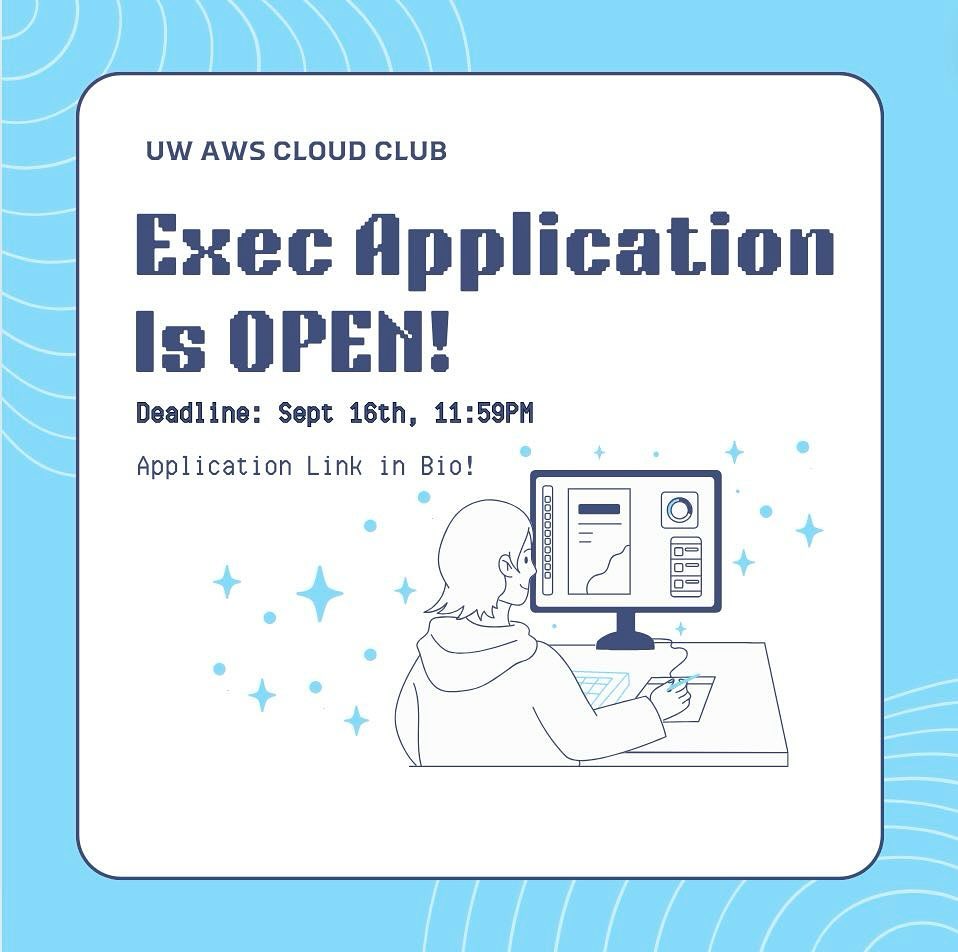 UW AWS CLOUD CLUB
Exec Application
Is OPEN!
Deadline: Sept 16th, 11:59PM
Application Link in Bio!